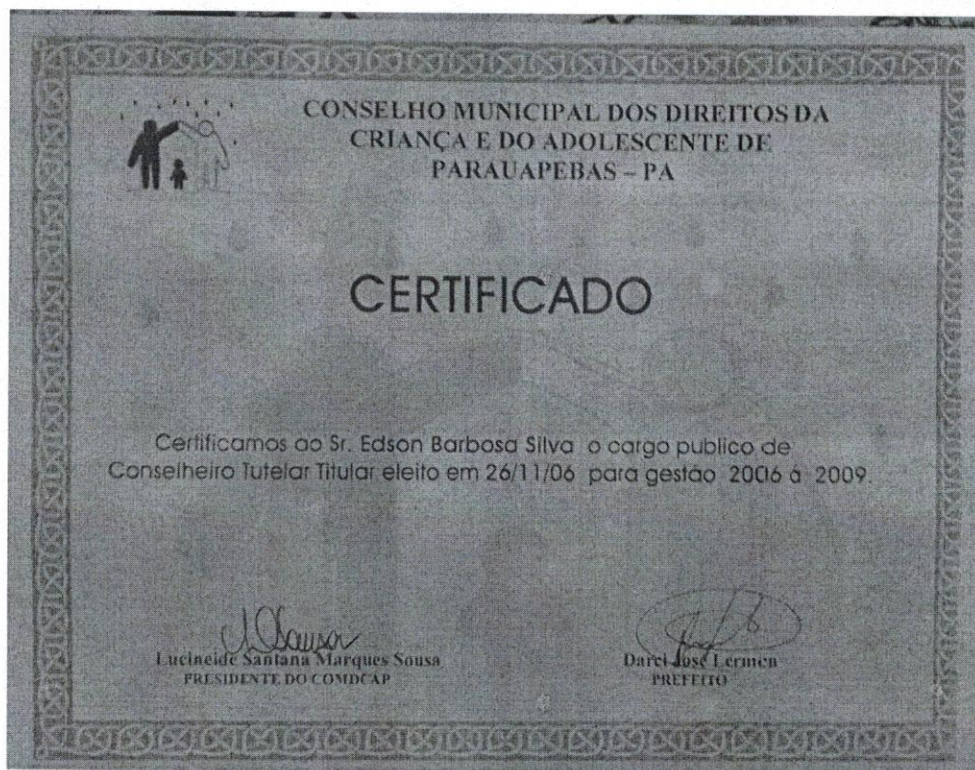 CONSELHO MUNICIPAL DOS DIREITOS DA
CRIANÇA E DO ADOLESCENTE DE
PARAUAPEBAS – PA
CERTIFICADO
Certificamos ao Sr. Edson Barbosa Silva o cargo publico de
Conselheiro Tutelar Titular eleito em 26/11/06 para gestão 2006 á 2009.
Lucineide Santana Marques Sousa
PRESIDENTE DO COMDCAP
Darci José Lermen
PREFEITO